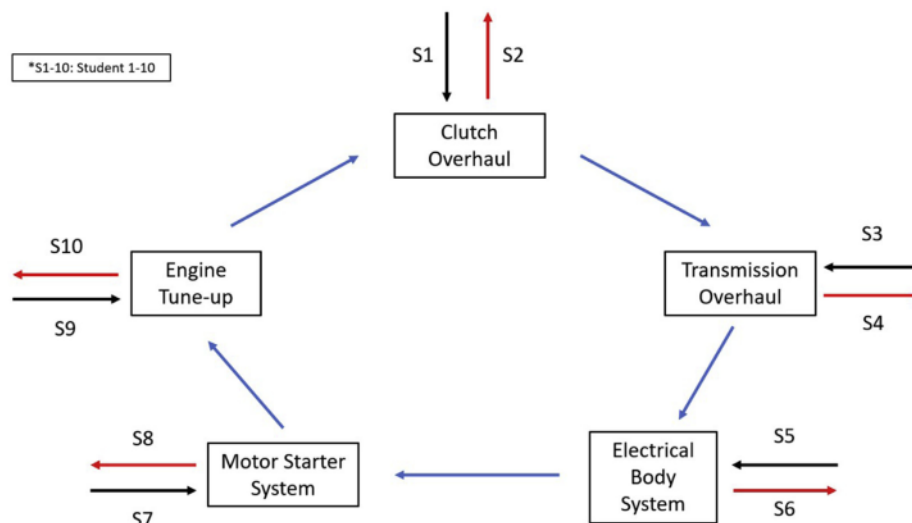 S1
S2
*S1-10: Student 1-10
Clutch
Overhaul
S10
Engine
Tune-up
S9
S3
Transmission
Overhaul
S4
S8
Motor Starter
System
S7
S5
Electrical
Body
System
S6